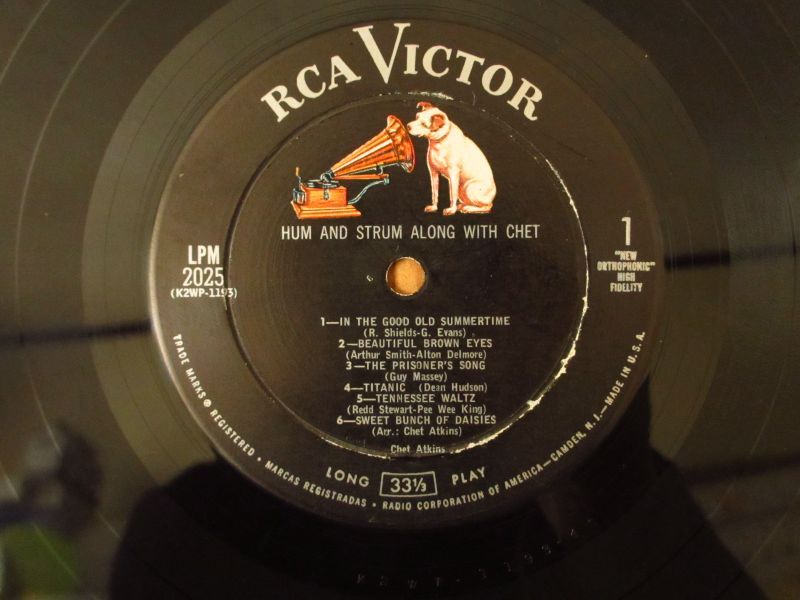 RCA VICTOR
HUM AND STRUM ALONG WITH CHET
LPM
2025
(K2WP-1193)
1
"NEW
ORTHOPHONIC"
HIGH
FIDELITY
1—IN THE GOOD OLD SUMMERTIME
(R. Shields-G. Evans)
2—BEAUTIFUL BROWN EYES
(Arthur Smith-Alton Delmore)
3—THE PRISONER'S SONG
(Guy Massey)
4—TITANIC (Dean Hudson)
5—TENNESSEE WALTZ
(Redd Stewart-Pee Wee King)
6—SWEET BUNCH OF DAISIES
(Arr.: Chet Atkins)
Chet Atkins
LONG 33⅓ PLAY
TRADE MARKS ® REGISTERED • MARCAS REGISTRADAS • RADIO CORPORATION OF AMERICA—CAMDEN, N. J.—MADE IN U. S. A.